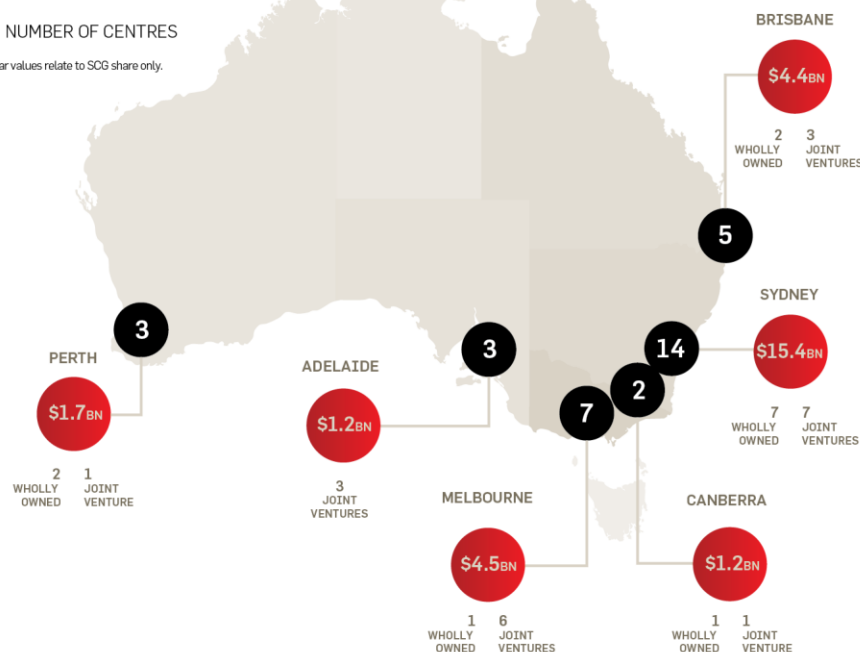 NUMBER OF CENTRES
values relate to SCG share only.
BRISBANE
$4.4BN
2 3
WHOLLY JOINT
OWNED VENTURES
5
SYDNEY
14
$15.4BN
7 7
WHOLLY JOINT
OWNED VENTURES
3
PERTH
$1.7BN
2 1
WHOLLY JOINT
OWNED VENTURE
3
ADELAIDE
$1.2BN
3
JOINT
VENTURES
7
MELBOURNE
$4.5BN
1 6
WHOLLY JOINT
OWNED VENTURES
2
CANBERRA
$1.2BN
1 1
WHOLLY JOINT
OWNED VENTURE